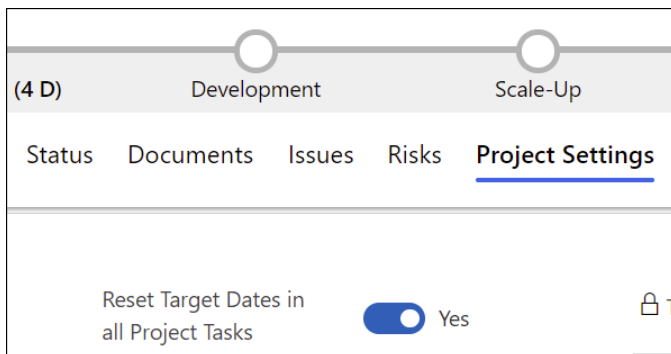 (4 D) Development Scale-Up
Status Documents Issues Risks Project Settings
Reset Target Dates in
all Project Tasks
Yes